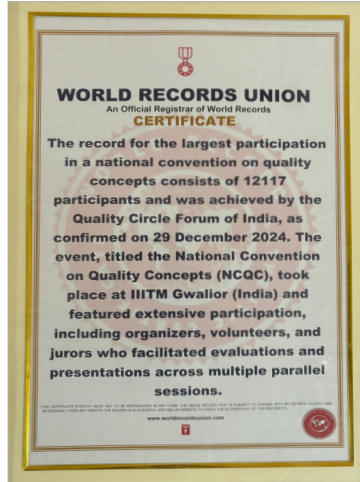 WORLD RECORDS UNION
An Official Registrar of World Records
CERTIFICATE
The record for the largest participation
in a national convention on quality
concepts consists of 12117
participants and was achieved by the
Quality Circle Forum of India, as
confirmed on 29 December 2024. The
event, titled the National Convention
on Quality Concepts (NCQC), took
place at IIITM Gwalior (India) and
featured extensive participation,
including organizers, volunteers, and
jurors who facilitated evaluations and
presentations across multiple parallel
sessions.
www.worldrecordsunion.com